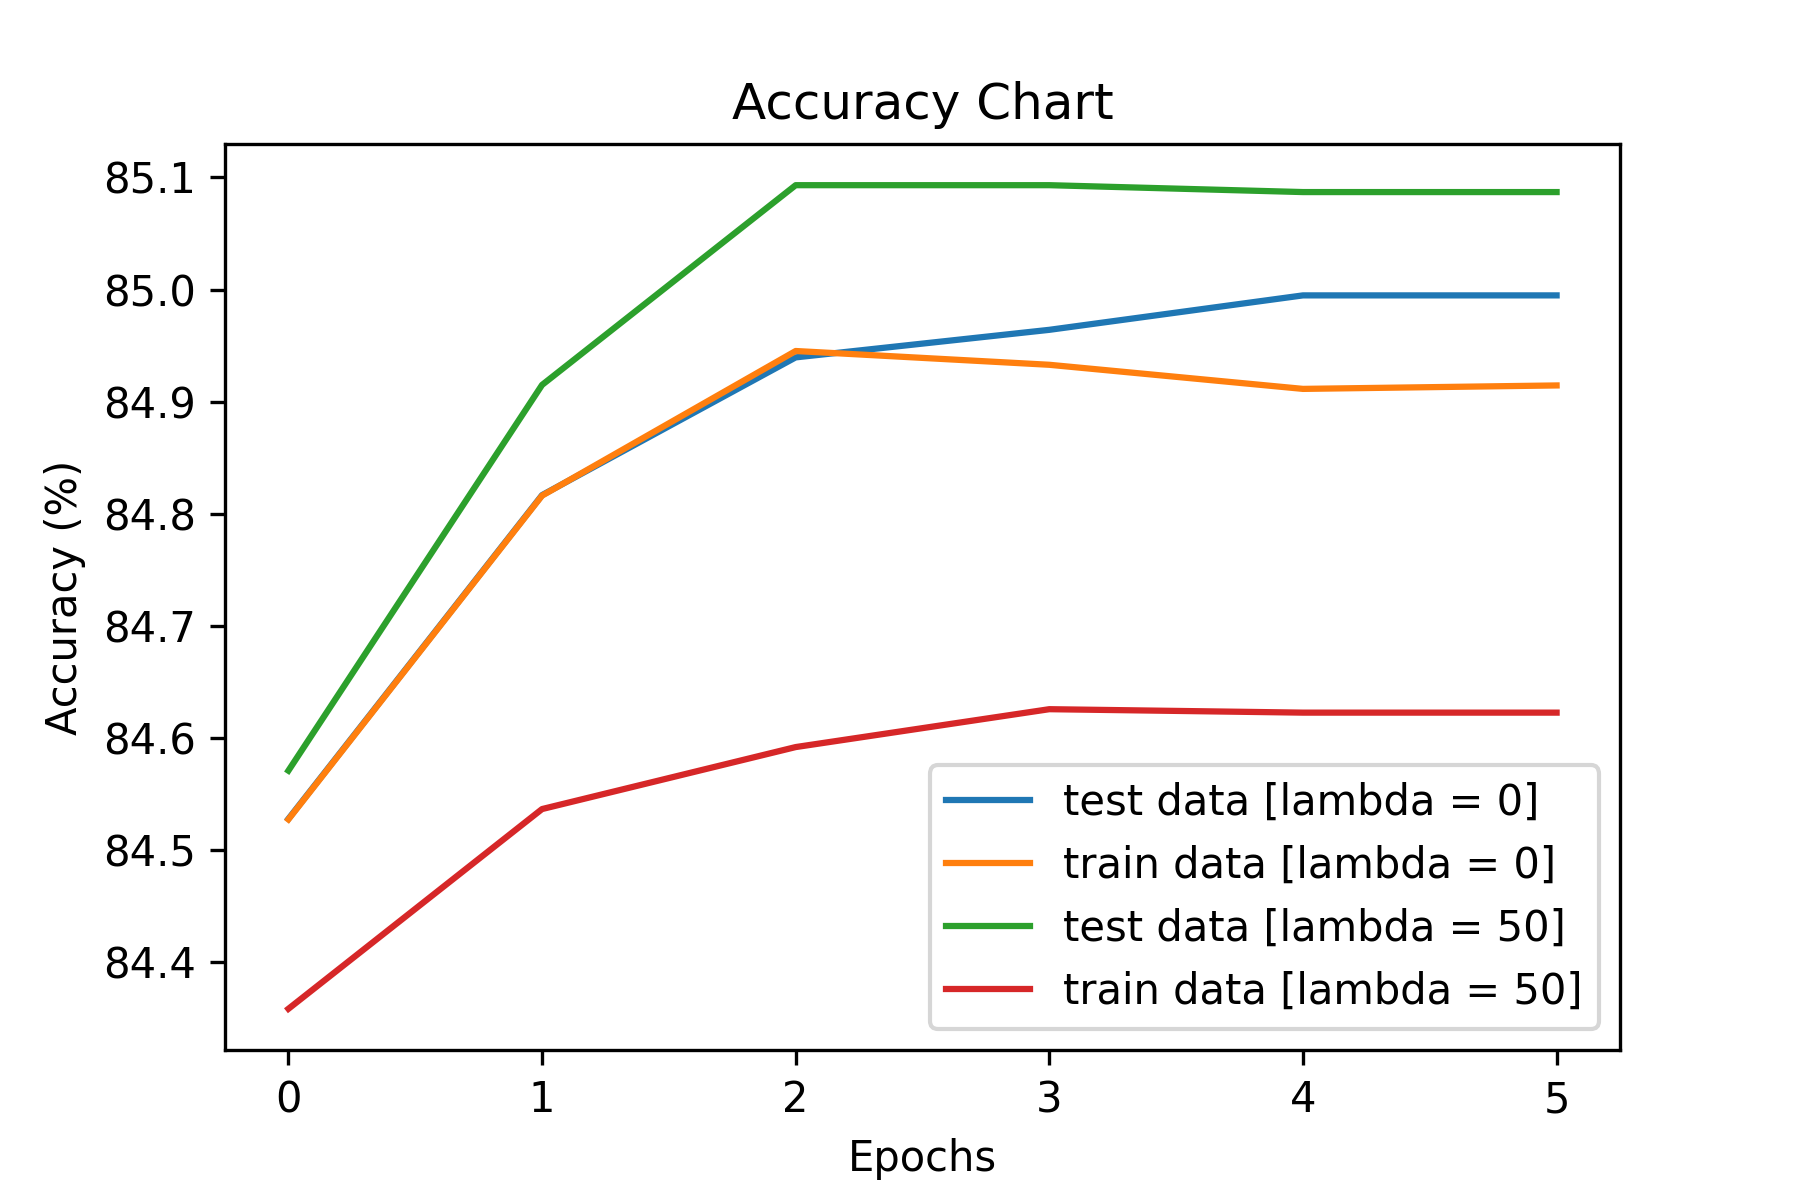 Accuracy Chart
85.1
85.0
84.9
84.8
84.7
84.6
84.5
84.4
Accuracy (%)
test data [lambda = 0]
train data [lambda = 0]
test data [lambda = 50]
train data [lambda = 50]
0 1 2 3 4 5
Epochs